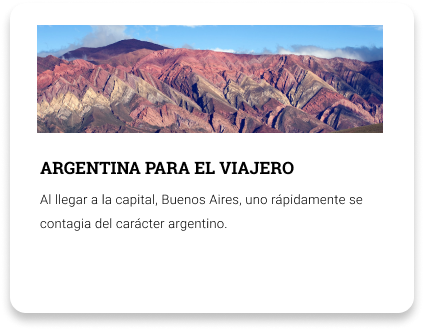 ARGENTINA PARA EL VIAJERO
Al llegar a la capital, Buenos Aires, uno rápidamente se
contagia del carácter argentino.